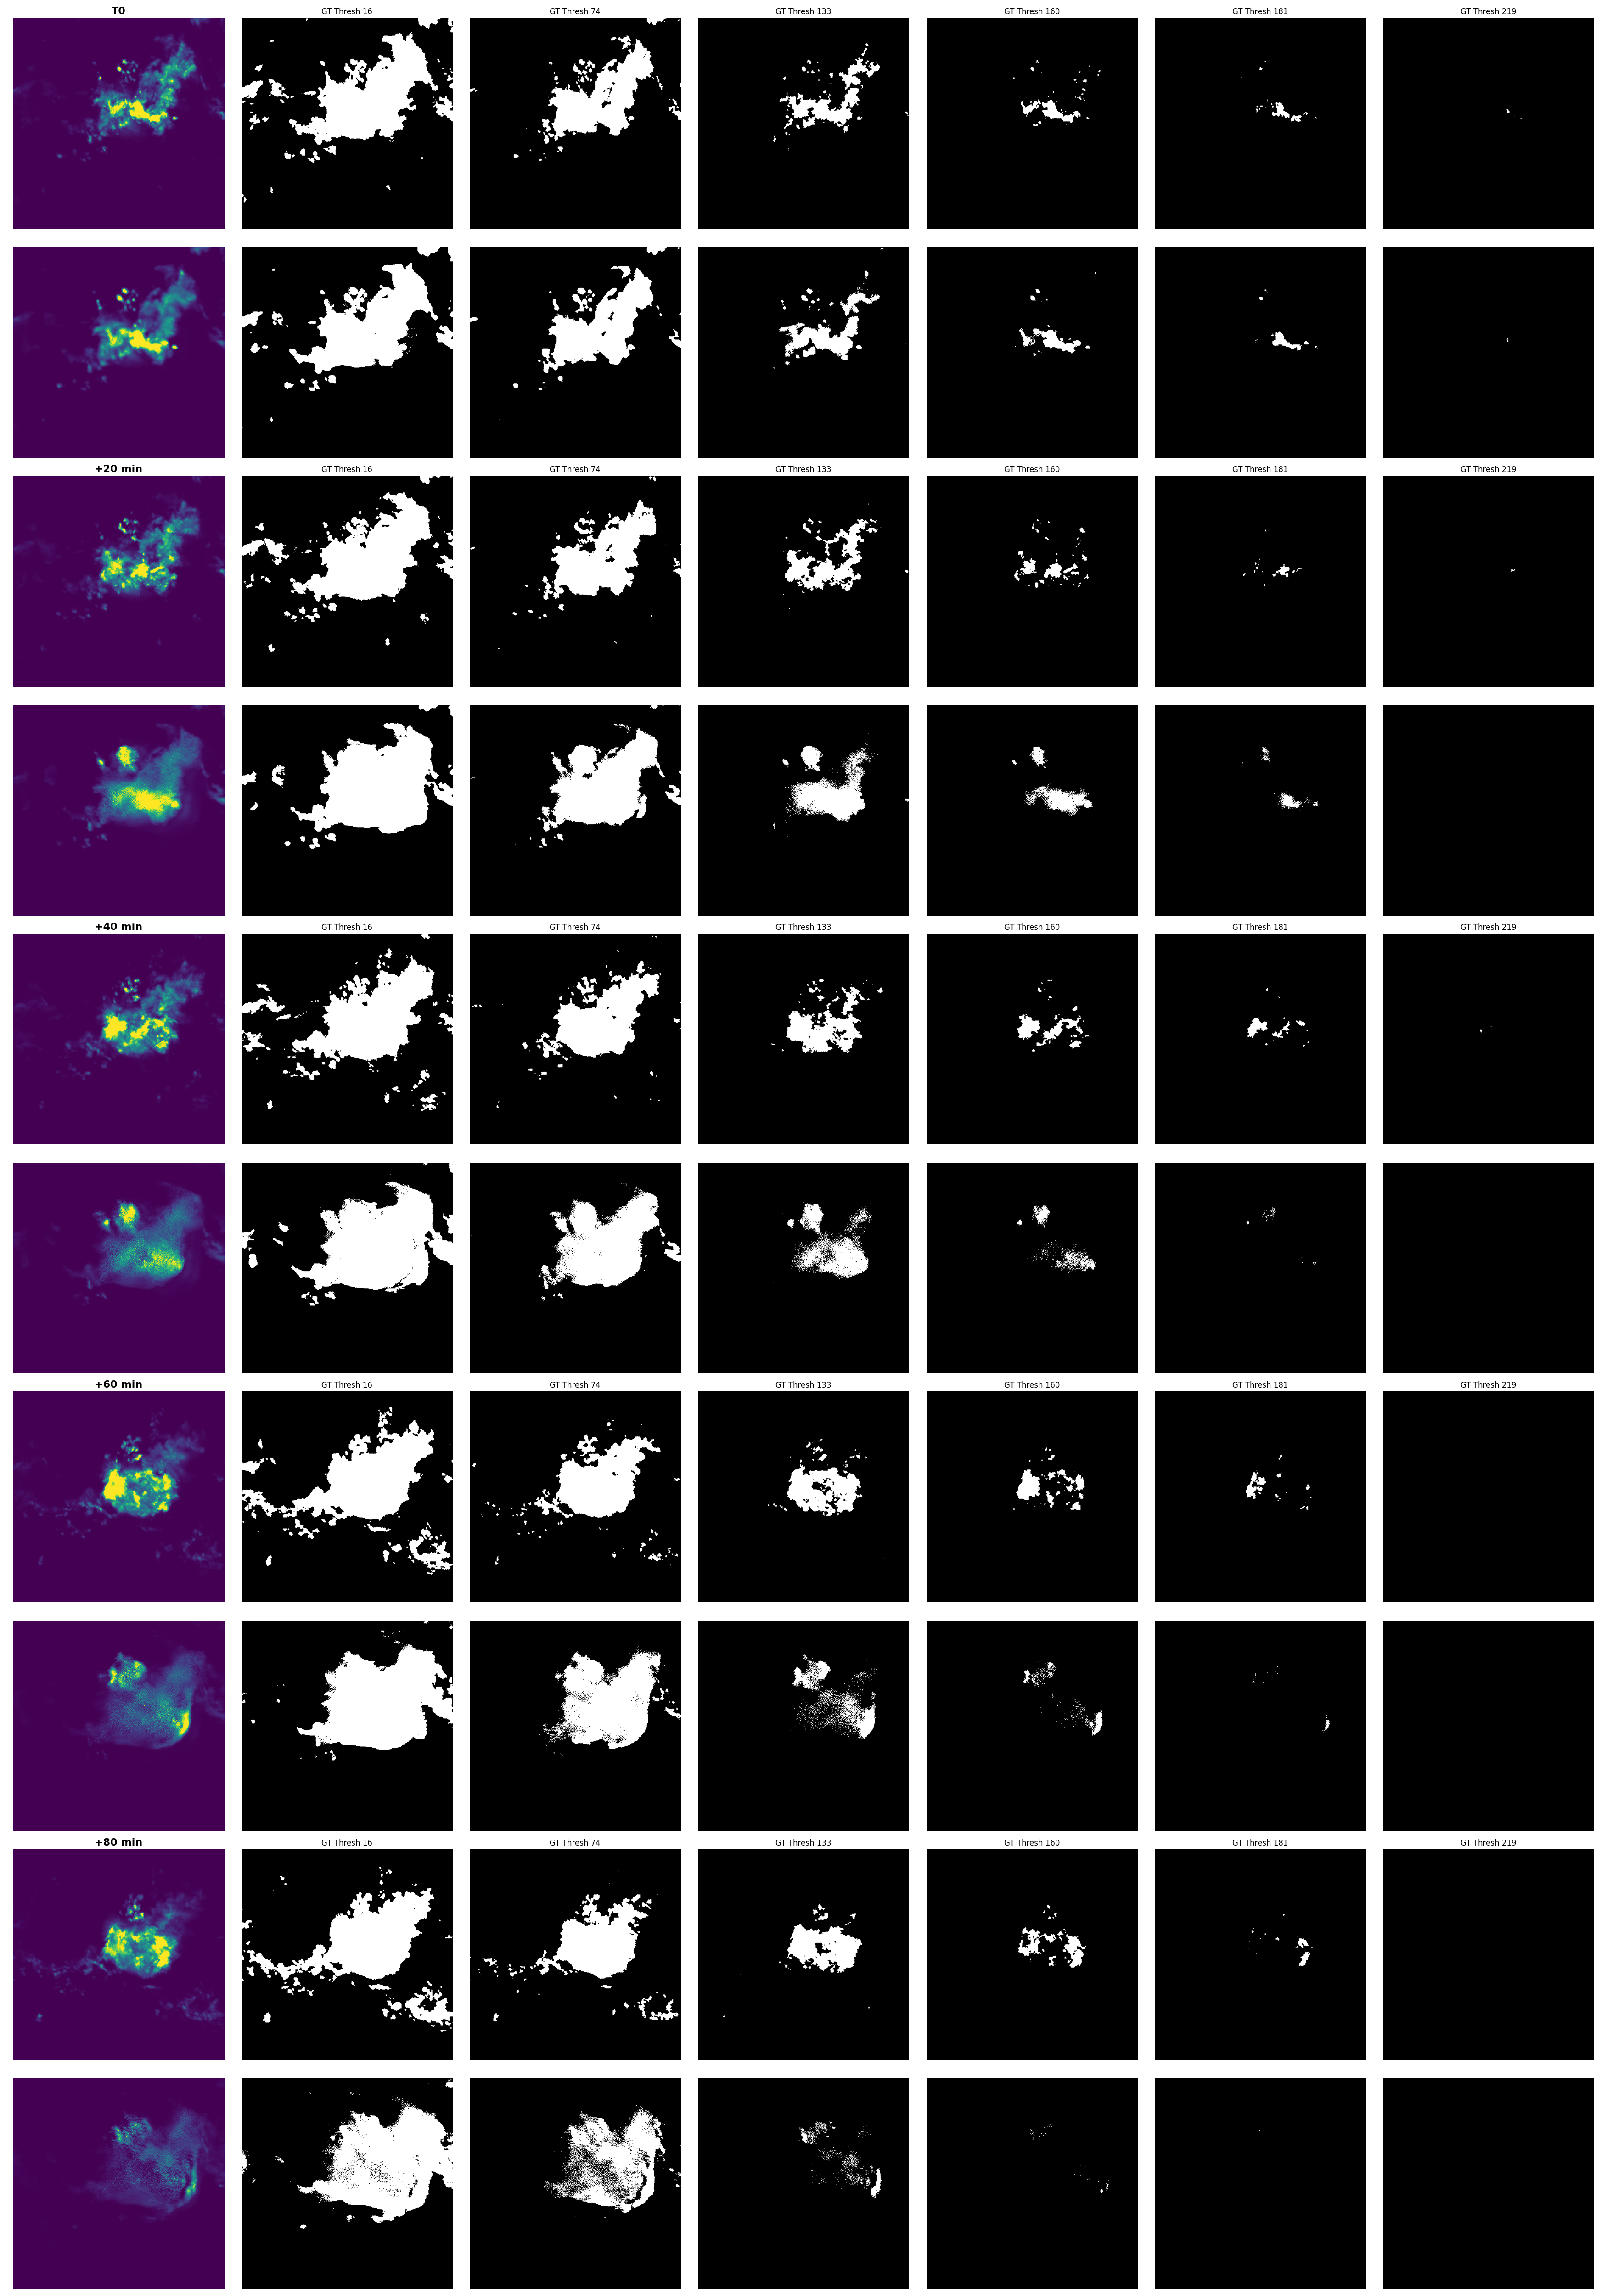 T0 GT Thresh 16 GT Thresh 74 GT Thresh 133 GT Thresh 160 GT Thresh 181 GT Thresh 219
+20 min GT Thresh 16 GT Thresh 74 GT Thresh 133 GT Thresh 160 GT Thresh 181 GT Thresh 219
+40 min GT Thresh 16 GT Thresh 74 GT Thresh 133 GT Thresh 160 GT Thresh 181 GT Thresh 219
+60 min GT Thresh 16 GT Thresh 74 GT Thresh 133 GT Thresh 160 GT Thresh 181 GT Thresh 219
+80 min GT Thresh 16 GT Thresh 74 GT Thresh 133 GT Thresh 160 GT Thresh 181 GT Thresh 219